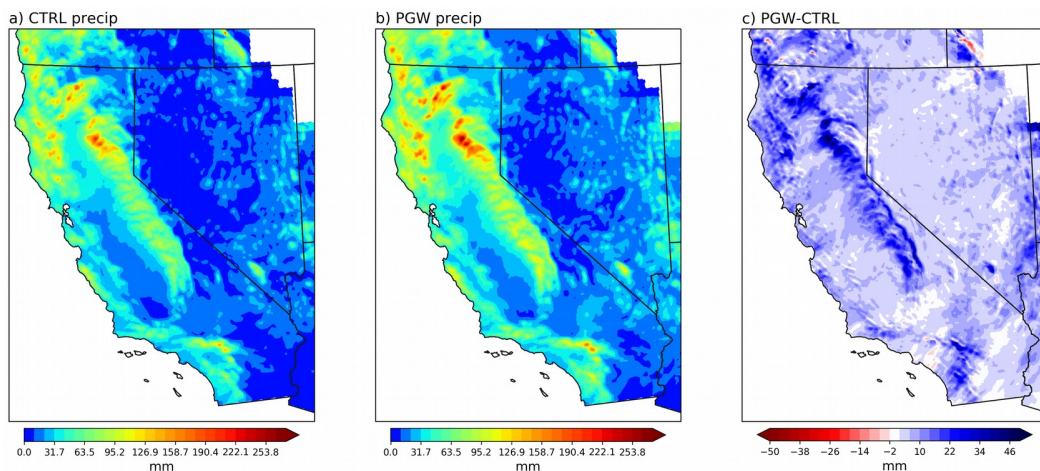 a) CTRL precip
b) PGW precip
c) PGW-CTRL
0.0 31.7 63.5 95.2 126.9 158.7 190.4 222.1 253.8
mm
0.0 31.7 63.5 95.2 126.9 158.7 190.4 222.1 253.8
mm
−50 −38 −26 −14 −2 10 22 34 46
mm